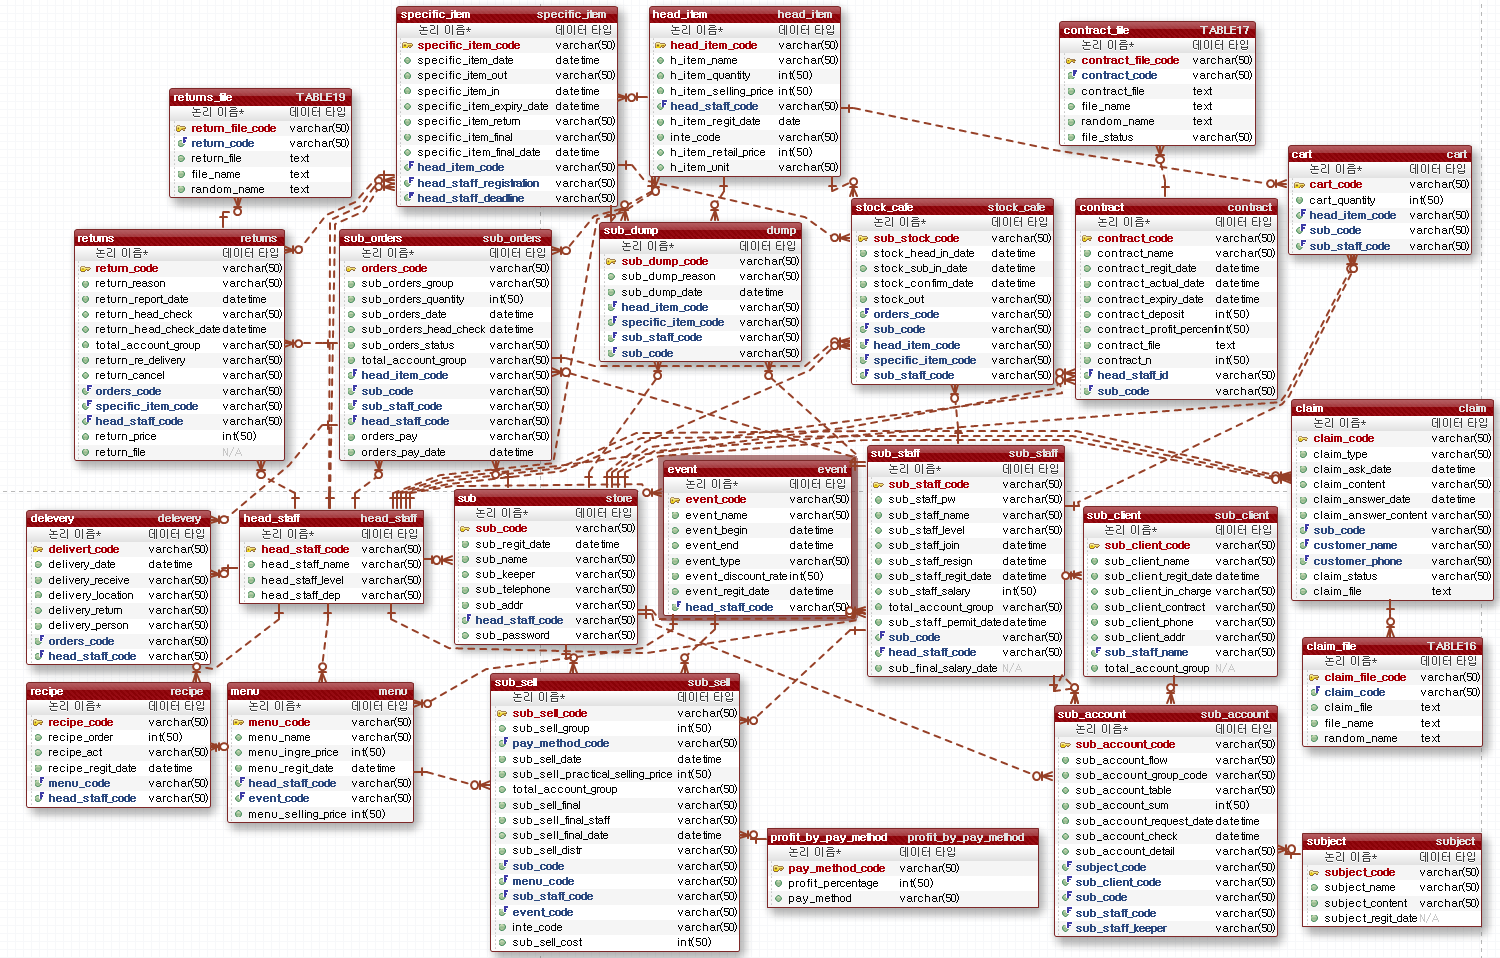 specific_item specific_item
논리 이름* 데이터 타입
specific_item_code varchar(50)
specific_item_date datetime
specific_item_out varchar(50)
specific_item_in datetime
specific_item_expiry_date datetime
specific_item_return varchar(50)
specific_item_final varchar(50)
specific_item_final_date datetime
head_item_code varchar(50)
head_staff_registration varchar(50)
head_staff_deadline varchar(50)
head_item head_item
논리 이름* 데이터 타입
head_item_code varchar(50)
h_item_name varchar(50)
h_item_quantity int(50)
h_item_selling_price int(50)
head_staff_code varchar(50)
h_item_regit_date date
inte_code varchar(50)
h_item_retail_price int(50)
h_item_unit varchar(50)
contract_file TABLE17
논리 이름* 데이터 타입
contract_file_code varchar(50)
contract_code varchar(50)
contract_file text
file_name text
random_name text
file_status varchar(50)
returns_file TABLE19
논리 이름* 데이터 타입
return_file_code varchar(50)
return_code varchar(50)
return_file text
file_name text
random_name text
cart cart
논리 이름* 데이터 타입
cart_code varchar(50)
cart_quantity int(50)
head_item_code varchar(50)
sub_code varchar(50)
sub_staff_code varchar(50)
returns returns
논리 이름* 데이터 타입
return_code varchar(50)
return_reason varchar(50)
return_report_date datetime
return_head_check varchar(50)
return_head_check_date datetime
total_account_group varchar(50)
return_re_delivery varchar(50)
return_cancel varchar(50)
orders_code varchar(50)
specific_item_code varchar(50)
head_staff_code varchar(50)
return_price int(50)
return_file N/A
sub_orders sub_orders
논리 이름* 데이터 타입
orders_code varchar(50)
sub_orders_group varchar(50)
sub_orders_quantity int(50)
sub_orders_date datetime
sub_orders_head_check datetime
sub_orders_status varchar(50)
total_account_group varchar(50)
head_item_code varchar(50)
sub_code varchar(50)
sub_staff_code varchar(50)
head_staff_code varchar(50)
orders_pay varchar(50)
orders_pay_date varchar(50)
sub_dump dump
논리 이름* 데이터 타입
sub_dump_code varchar(50)
sub_dump_reason varchar(50)
sub_dump_date datetime
head_item_code varchar(50)
specific_item_code varchar(50)
sub_staff_code varchar(50)
sub_code varchar(50)
stock_cafe stock_cafe
논리 이름* 데이터 타입
sub_stock_code varchar(50)
stock_head_in_date datetime
stock_sub_in_date datetime
stock_confirm_date datetime
stock_out varchar(50)
orders_code varchar(50)
sub_code varchar(50)
head_item_code varchar(50)
specific_item_code varchar(50)
sub_staff_code varchar(50)
contract contract
논리 이름* 데이터 타입
contract_code varchar(50)
contract_name varchar(50)
contract_regit_date datetime
contract_actual_date datetime
contract_expiry_date datetime
contract_deposit int(50)
contract_profit_percent int(50)
contract_file text
contract_n int(50)
head_staff_id varchar(50)
sub_code varchar(50)
claim claim
논리 이름* 데이터 타입
claim_code varchar(50)
claim_type varchar(50)
claim_ask_date datetime
claim_content varchar(50)
claim_answer_date datetime
claim_answer_content varchar(50)
sub_code varchar(50)
customer_name varchar(50)
customer_phone varchar(50)
claim_status varchar(50)
claim_file text
delevery delevery
논리 이름* 데이터 타입
delivert_code varchar(50)
delivery_date datetime
delivery_receive varchar(50)
delivery_location varchar(50)
delivery_return varchar(50)
delivery_person varchar(50)
orders_code varchar(50)
head_staff_code varchar(50)
head_staff head_staff
논리 이름* 데이터 타입
head_staff_code varchar(50)
head_staff_name varchar(50)
head_staff_level varchar(50)
head_staff_dep varchar(50)
sub store
논리 이름* 데이터 타입
sub_code varchar(50)
sub_regit_date datetime
sub_name varchar(50)
sub_keeper varchar(50)
sub_telephone varchar(50)
sub_addr varchar(50)
head_staff_code varchar(50)
sub_password varchar(50)
event event
논리 이름* 데이터 타입
event_code varchar(50)
event_name varchar(50)
event_begin datetime
event_end datetime
event_type varchar(50)
event_discount_rate int(50)
event_regit_date datetime
head_staff_code varchar(50)
sub_staff sub_staff
논리 이름* 데이터 타입
sub_staff_code varchar(50)
sub_staff_pw varchar(50)
sub_staff_name varchar(50)
sub_staff_level varchar(50)
sub_staff_join datetime
sub_staff_resign datetime
sub_staff_regit_date datetime
sub_staff_salary int(50)
total_account_group varchar(50)
sub_staff_permit_date datetime
sub_code varchar(50)
head_staff_code varchar(50)
sub_final_salary_date N/A
sub_client sub_client
논리 이름* 데이터 타입
sub_client_code varchar(50)
sub_client_name varchar(50)
sub_client_regit_date datetime
sub_client_in_charge varchar(50)
sub_client_contract varchar(50)
sub_client_phone varchar(50)
sub_client_addr varchar(50)
sub_staff_name varchar(50)
total_account_group N/A
claim_file TABLE16
논리 이름* 데이터 타입
claim_file_code varchar(50)
claim_code varchar(50)
claim_file text
file_name text
random_name text
recipe recipe
논리 이름* 데이터 타입
recipe_code varchar(50)
recipe_order int(50)
recipe_act varchar(50)
recipe_regit_date datetime
menu_code varchar(50)
head_staff_code varchar(50)
menu menu
논리 이름* 데이터 타입
menu_code varchar(50)
menu_name varchar(50)
menu_ingre_price int(50)
menu_regit_date datetime
head_staff_code varchar(50)
event_code varchar(50)
menu_selling_price int(50)
sub_sell sub_sell
논리 이름* 데이터 타입
sub_sell_code varchar(50)
sub_sell_group int(50)
pay_method_code varchar(50)
sub_sell_date datetime
sub_sell_practical_selling_price int(50)
total_account_group varchar(50)
sub_sell_final varchar(50)
sub_sell_final_staff varchar(50)
sub_sell_final_date datetime
sub_sell_distr varchar(50)
sub_code varchar(50)
menu_code varchar(50)
sub_staff_code varchar(50)
event_code varchar(50)
inte_code varchar(50)
sub_sell_cost int(50)
profit_by_pay_method profit_by_pay_method
논리 이름* 데이터 타입
pay_method_code varchar(50)
profit_percentage int(50)
pay_method varchar(50)
sub_account sub_account
논리 이름* 데이터 타입
sub_account_code varchar(50)
sub_account_flow varchar(50)
sub_account_group_code varchar(50)
sub_account_table varchar(50)
sub_account_sum int(50)
sub_account_request_date datetime
sub_account_check datetime
sub_account_detail varchar(50)
subject_code varchar(50)
sub_client_code varchar(50)
sub_code varchar(50)
sub_staff_code varchar(50)
sub_staff_keeper varchar(50)
subject subject
논리 이름* 데이터 타입
subject_code varchar(50)
subject_name varchar(50)
subject_content varchar(50)
subject_regit_date N/A